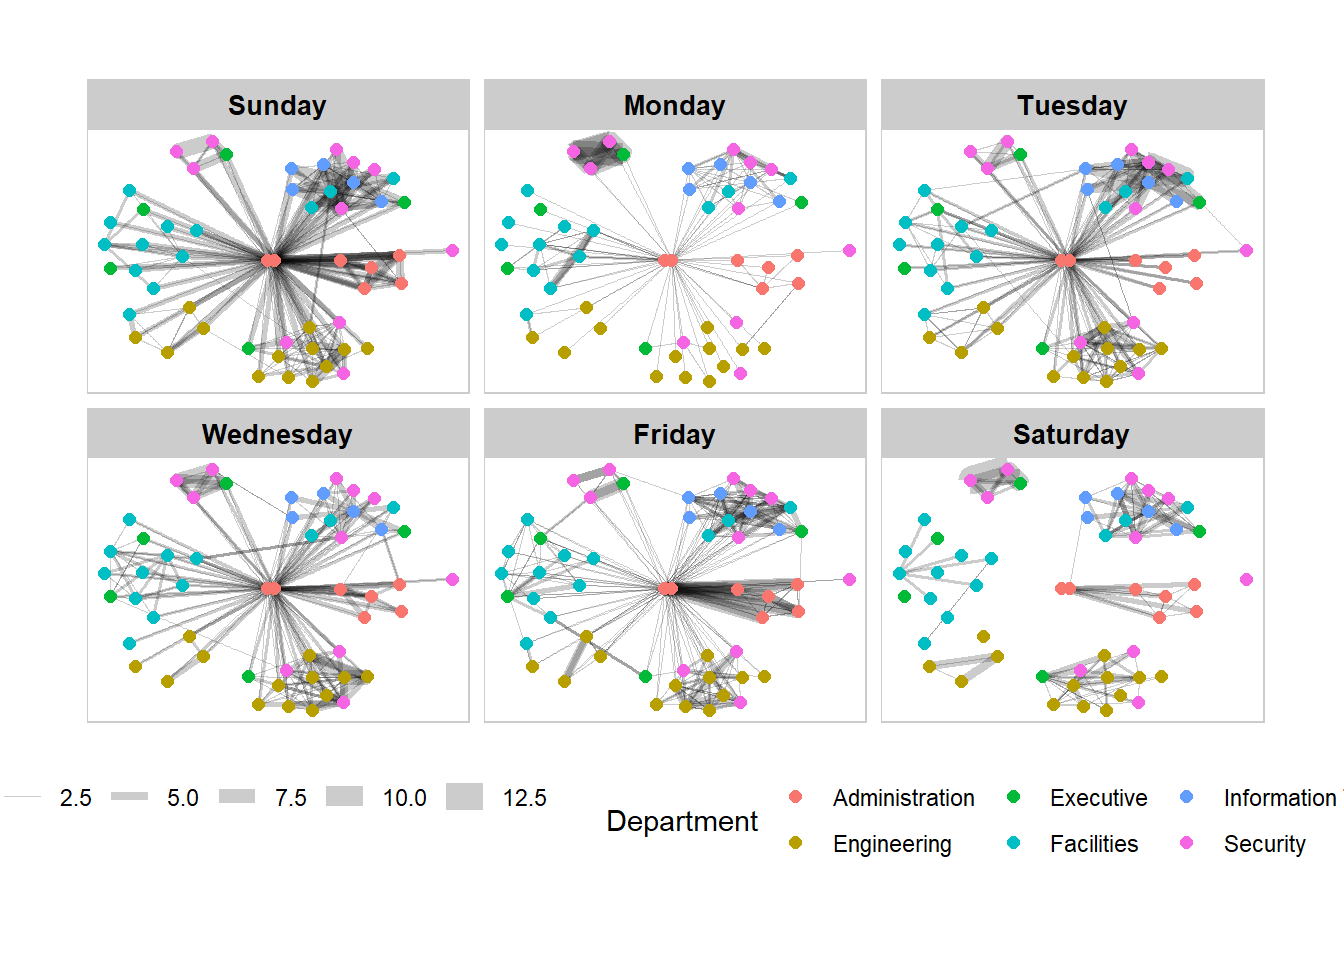 Sunday Monday Tuesday
Wednesday Friday Saturday
2.5 5.0 7.5 10.0 12.5
Department
Administration Executive Information
Engineering Facilities Security